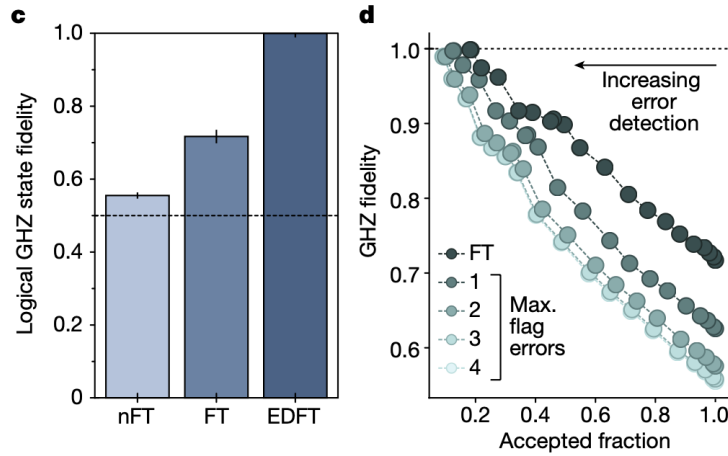 c
Logical GHZ state fidelity
1.0
0.8
0.6
0.4
0.2
0
nFT
FT
EDFT
d
GHZ fidelity
1.0
0.9
0.8
0.7
0.6
Increasing
error
detection
FT
1
2
3
4
Max.
flag
errors
0.2
0.4
0.6
0.8
1.0
Accepted fraction